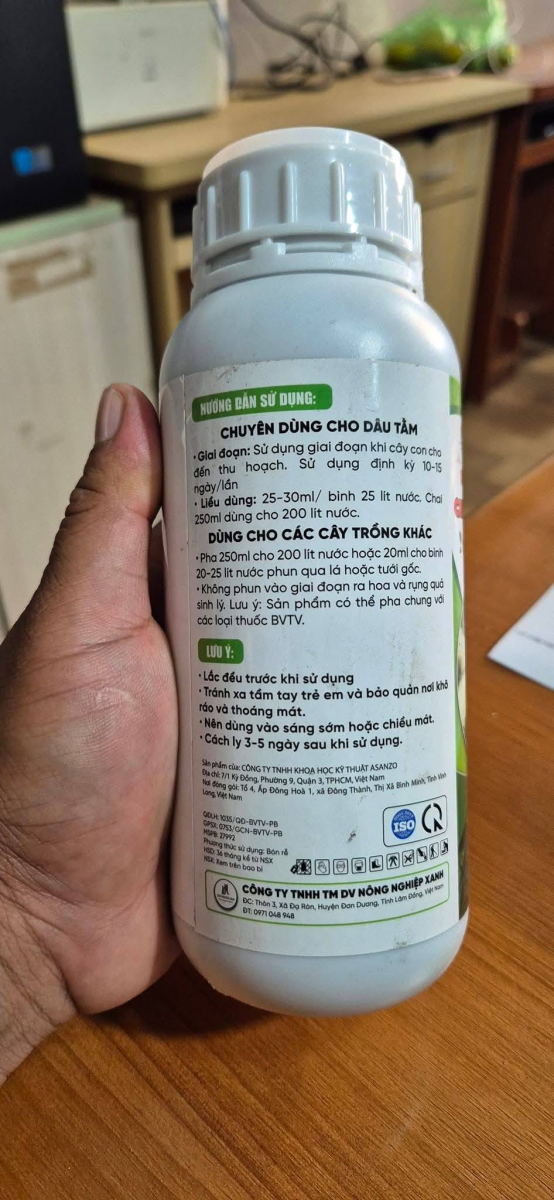 HƯỚNG DẪN SỬ DỤNG:
CHUYÊN DÙNG CHO DÂU TẰM
• Giai đoạn: Sử dụng giai đoạn khi cây con cho
đến thu hoạch. Sử dụng định kỳ 10-15
ngày/lần
• Liều dùng: 25-30ml/ bình 25 lít nước. Chai
250ml dùng cho 200 lít nước.
DÙNG CHO CÁC CÂY TRỒNG KHÁC
• Pha 250ml cho 200 lít nước hoặc 20ml cho bình
20-25 lít nước phun qua lá hoặc tưới gốc.
• Không phun vào giai đoạn ra hoa và rụng quả
sinh lý. Lưu ý: Sản phẩm có thể pha chung với
các loại thuốc BVTV.
LƯU Ý:
• Lắc đều trước khi sử dụng
• Tránh xa tầm tay trẻ em và bảo quản nơi khô
ráo và thoáng mát.
• Nên dùng vào sáng sớm hoặc chiều mát.
• Cách ly 3-5 ngày sau khi sử dụng.
Sản phẩm của: CÔNG TY TNHH KHOA HỌC KỸ THUẬT ASANZO
Địa chỉ: 7/1 Kỳ Đồng, Phường 9, Quận 3, TPHCM, Việt Nam
Nơi đóng gói: Tổ 4, Ấp Đông Hoà 1, xã Đông Thành, Thị Xã Bình Minh, Tỉnh Vĩnh
Long, Việt Nam
QĐLH: 1035/QĐ-BVTV-PB
GPSX: 0753/GCN-BVTV-PB
MSPB: 27992
Phương thức sử dụng: Bón rễ
HSD: 36 tháng kể từ NSX
NSX: Xem trên bao bì
ISO
CÔNG TY TNHH TM DV NÔNG NGHIỆP XANH
ĐC: Thôn 3, Xã Đạ Ròn, Huyện Đơn Dương, Tỉnh Lâm Đồng, Việt Nam
ĐT: 0971 048 948